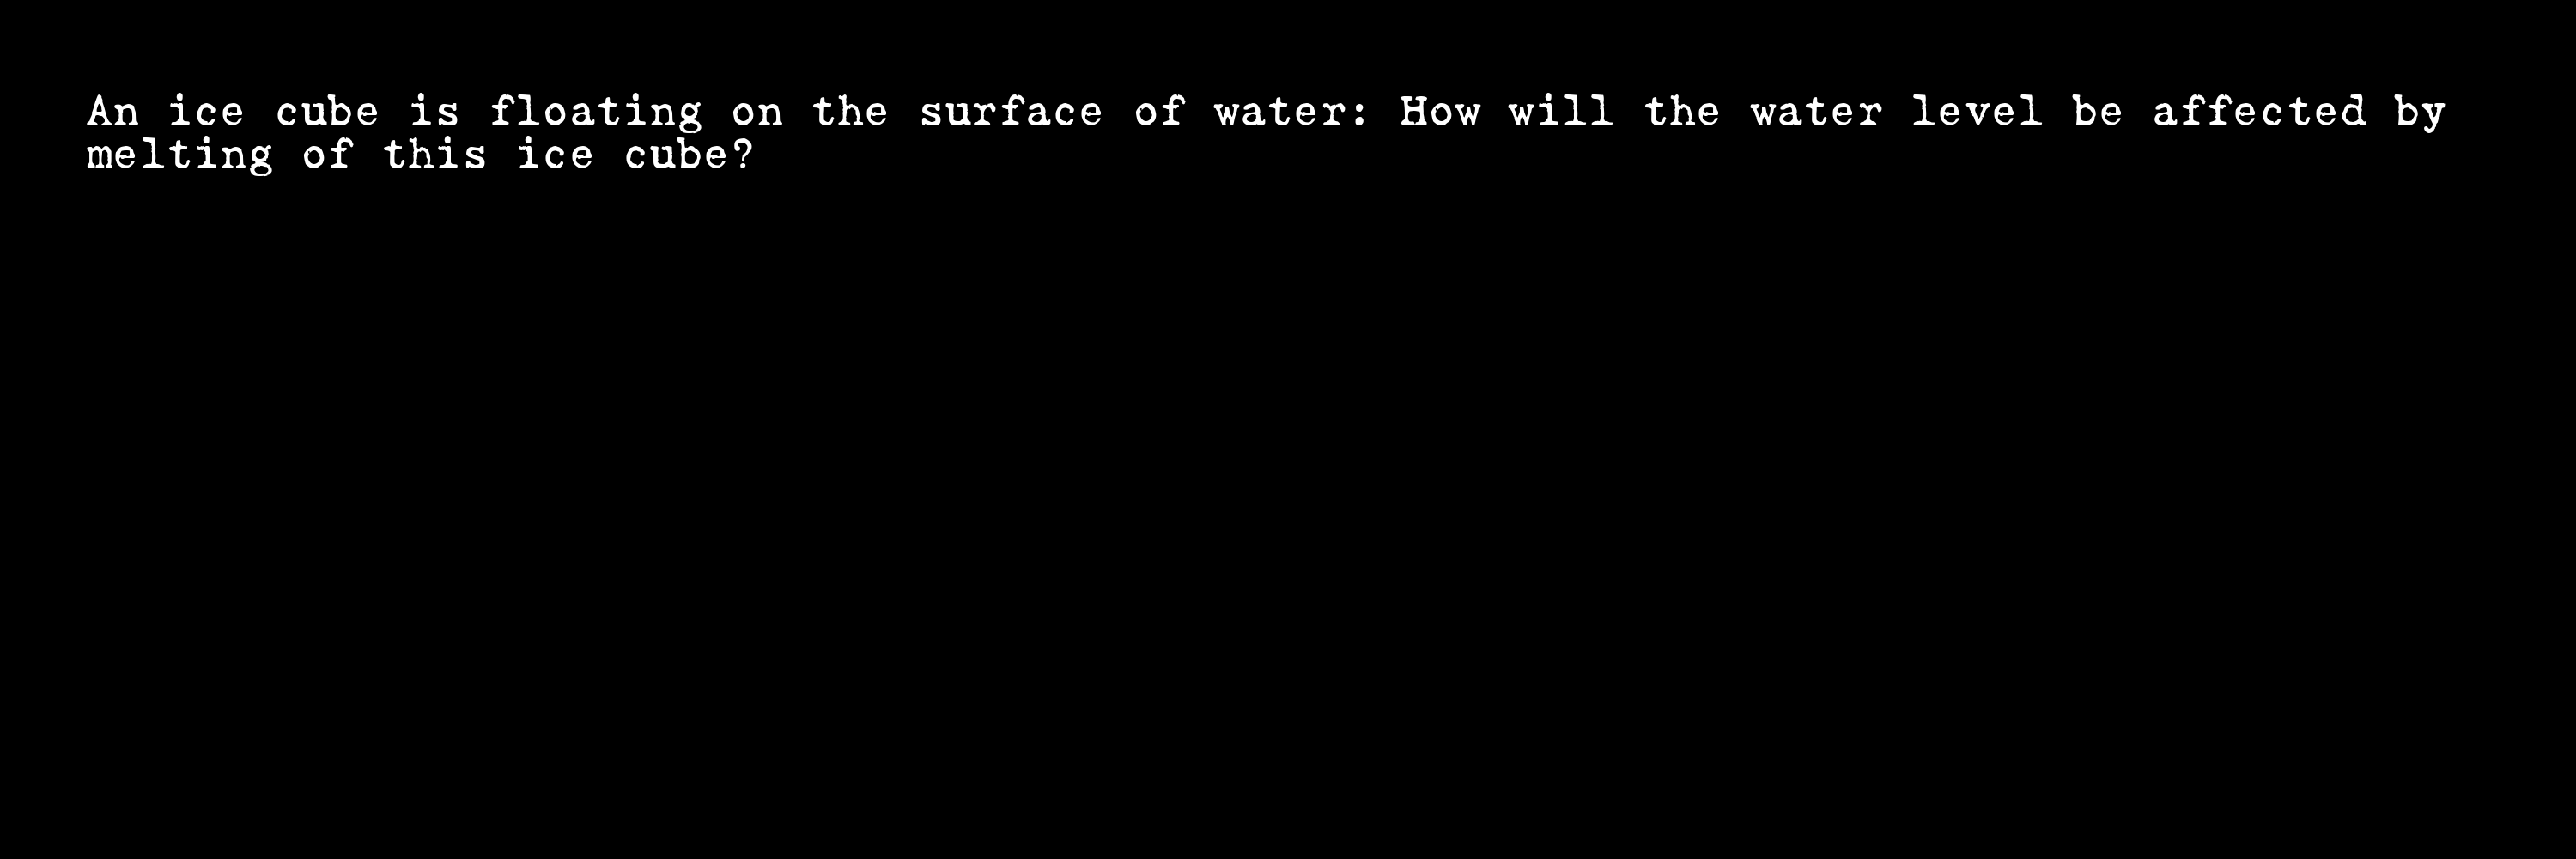 An ice cube is floating on the surface of water: How will the water level be affected by
melting of this ice cube?